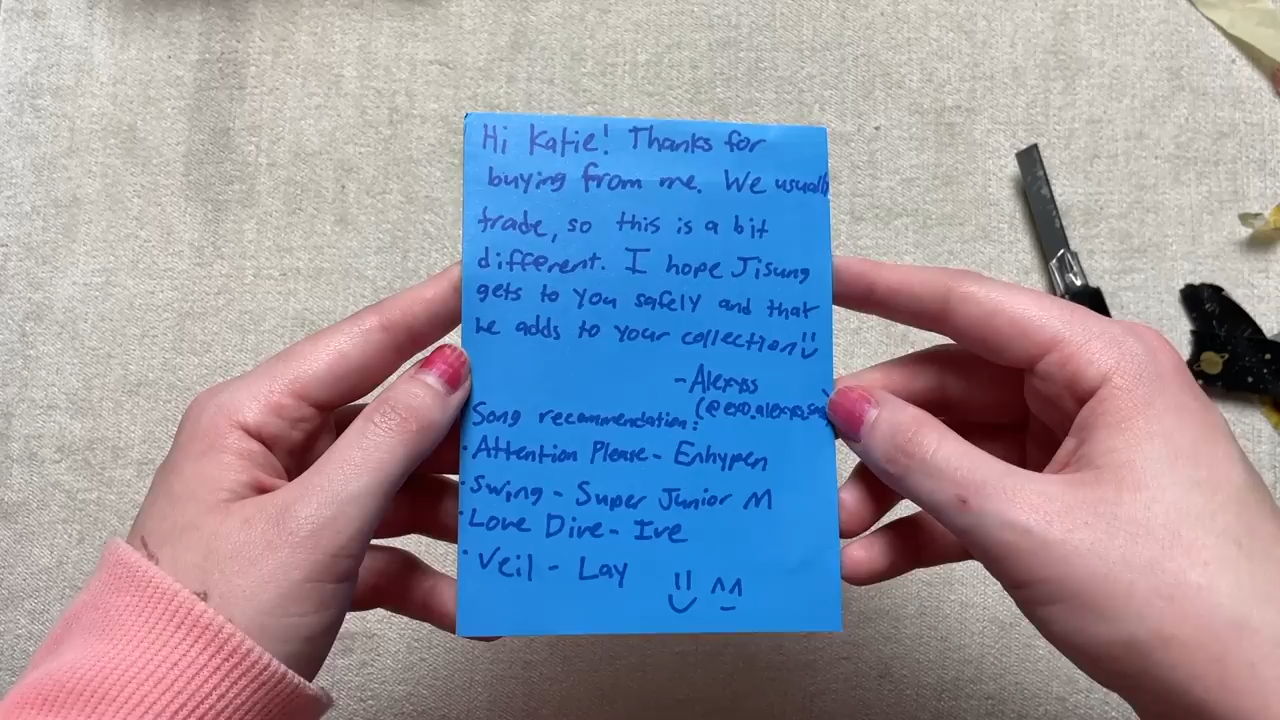 Hi Katie! Thanks for
buying from me. We usually
trade, so this is a bit
different. I hope Jisung
gets to you safely and that
he adds to your collection!!
-Alexyss
Song recommendation:
•Attention Please- Enhypen
•Swing - Super Junior M
•Love Dive- Ive
•Veil - Lay